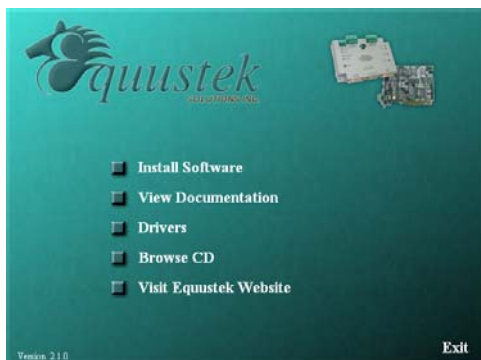 Equustek
SOLUTIONS INC.
Install Software
View Documentation
Drivers
Browse CD
Visit Equustek Website
Exit
Version 2.1.0